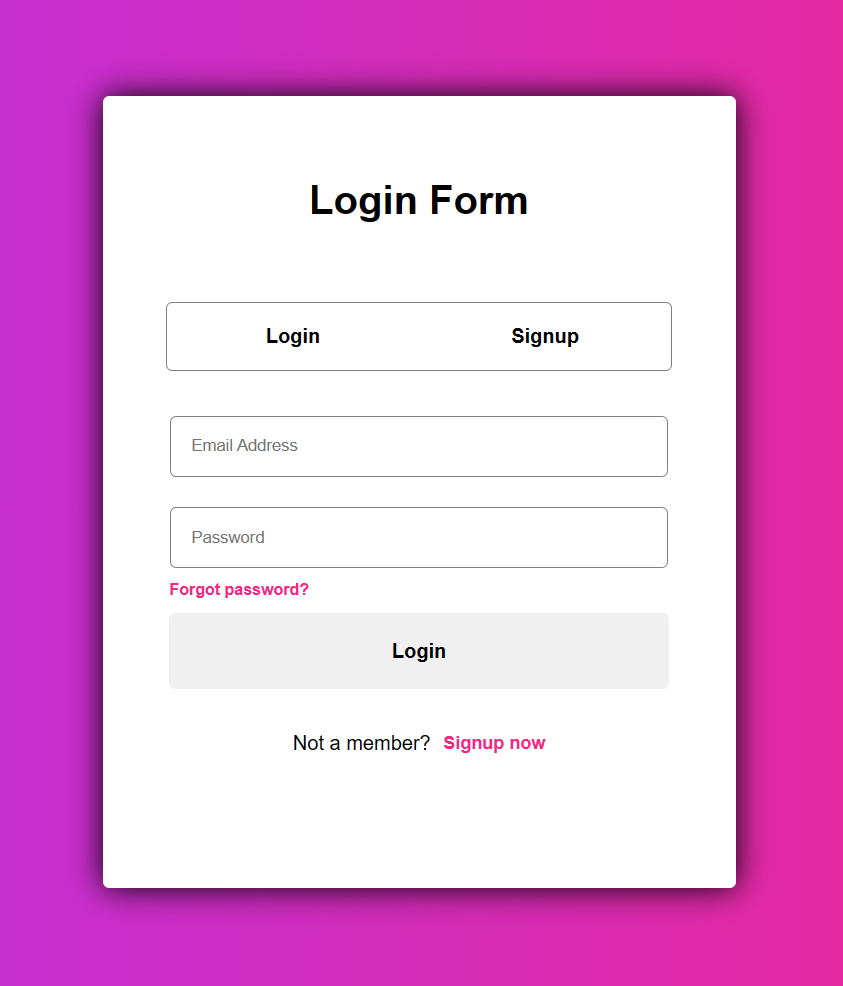 Login Form
Login Signup
Email Address
Password
Forgot password?
Login
Not a member? Signup now